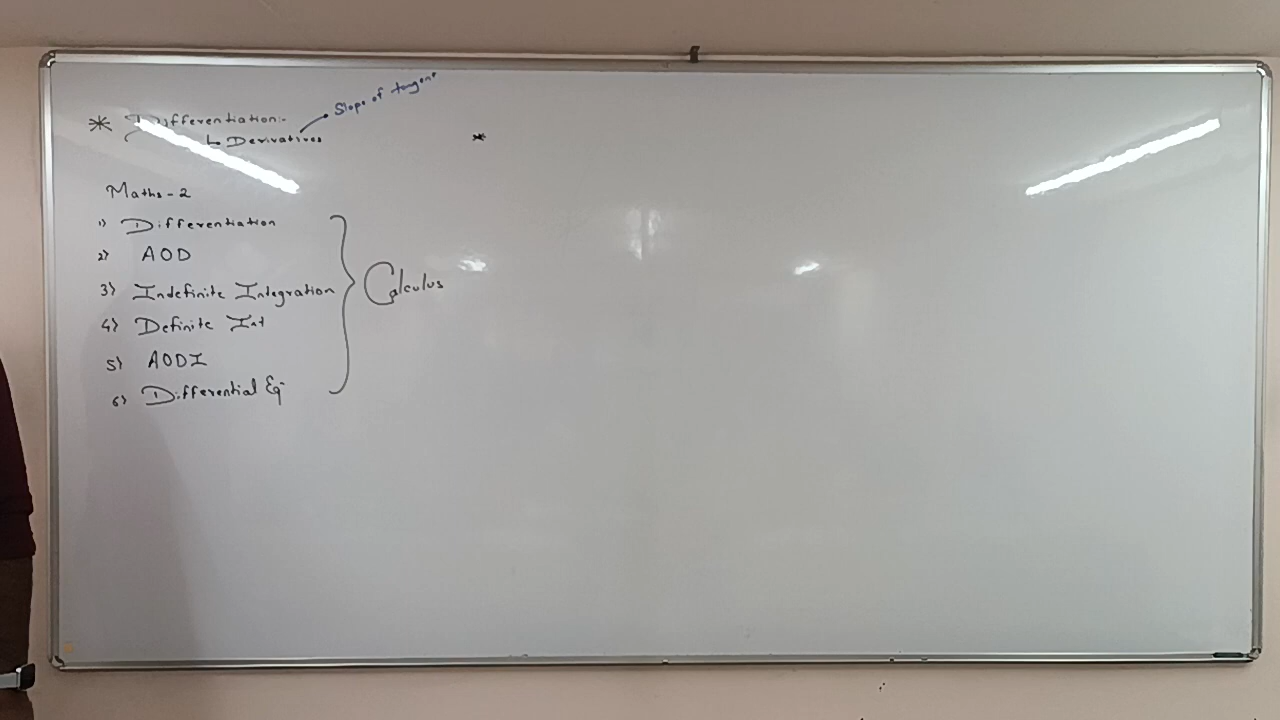 * Differentiation:-
↳ Derivatives → Slope of tangent
*
Maths-2
1) Differentiation
2) AOD
3) Indefinite Integration
4) Definite Int
5) AODI
6) Differential Eqⁿ
} Calculus